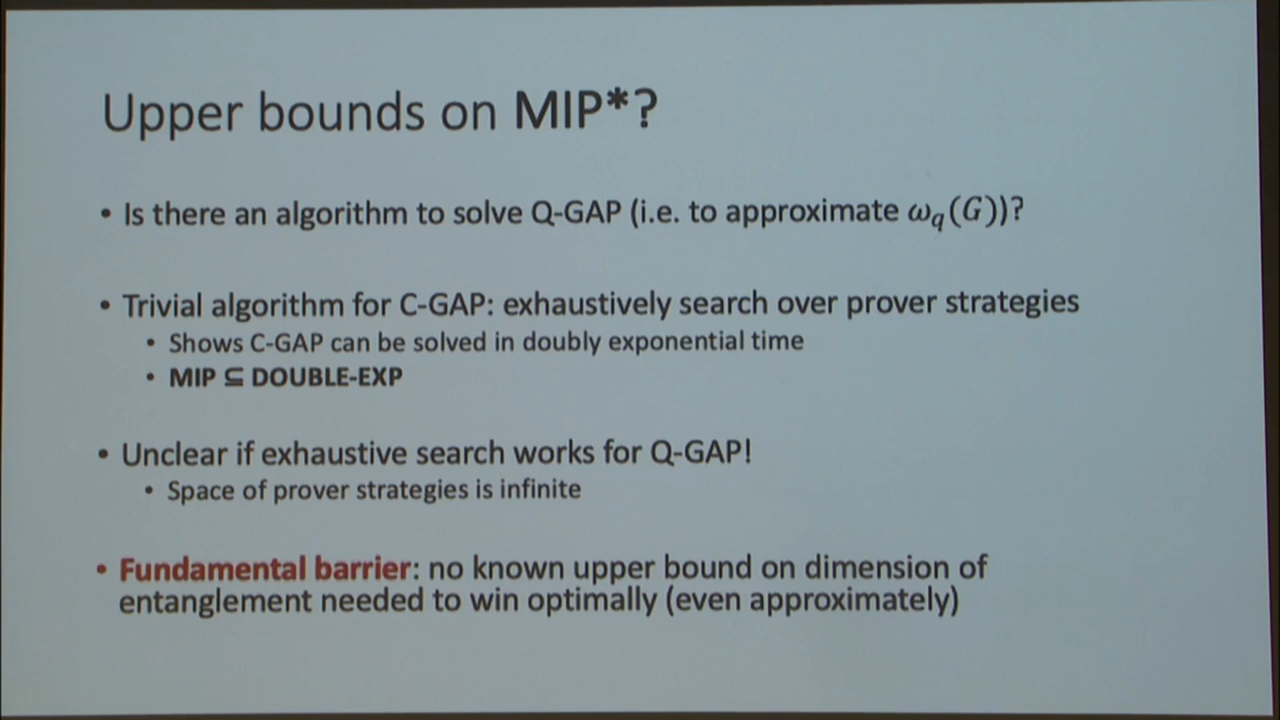 Upper bounds on MIP*?
• Is there an algorithm to solve Q-GAP (i.e. to approximate ω_q(G))?
• Trivial algorithm for C-GAP: exhaustively search over prover strategies
• Shows C-GAP can be solved in doubly exponential time
• MIP ⊆ DOUBLE-EXP
• Unclear if exhaustive search works for Q-GAP!
• Space of prover strategies is infinite
• Fundamental barrier: no known upper bound on dimension of
entanglement needed to win optimally (even approximately)